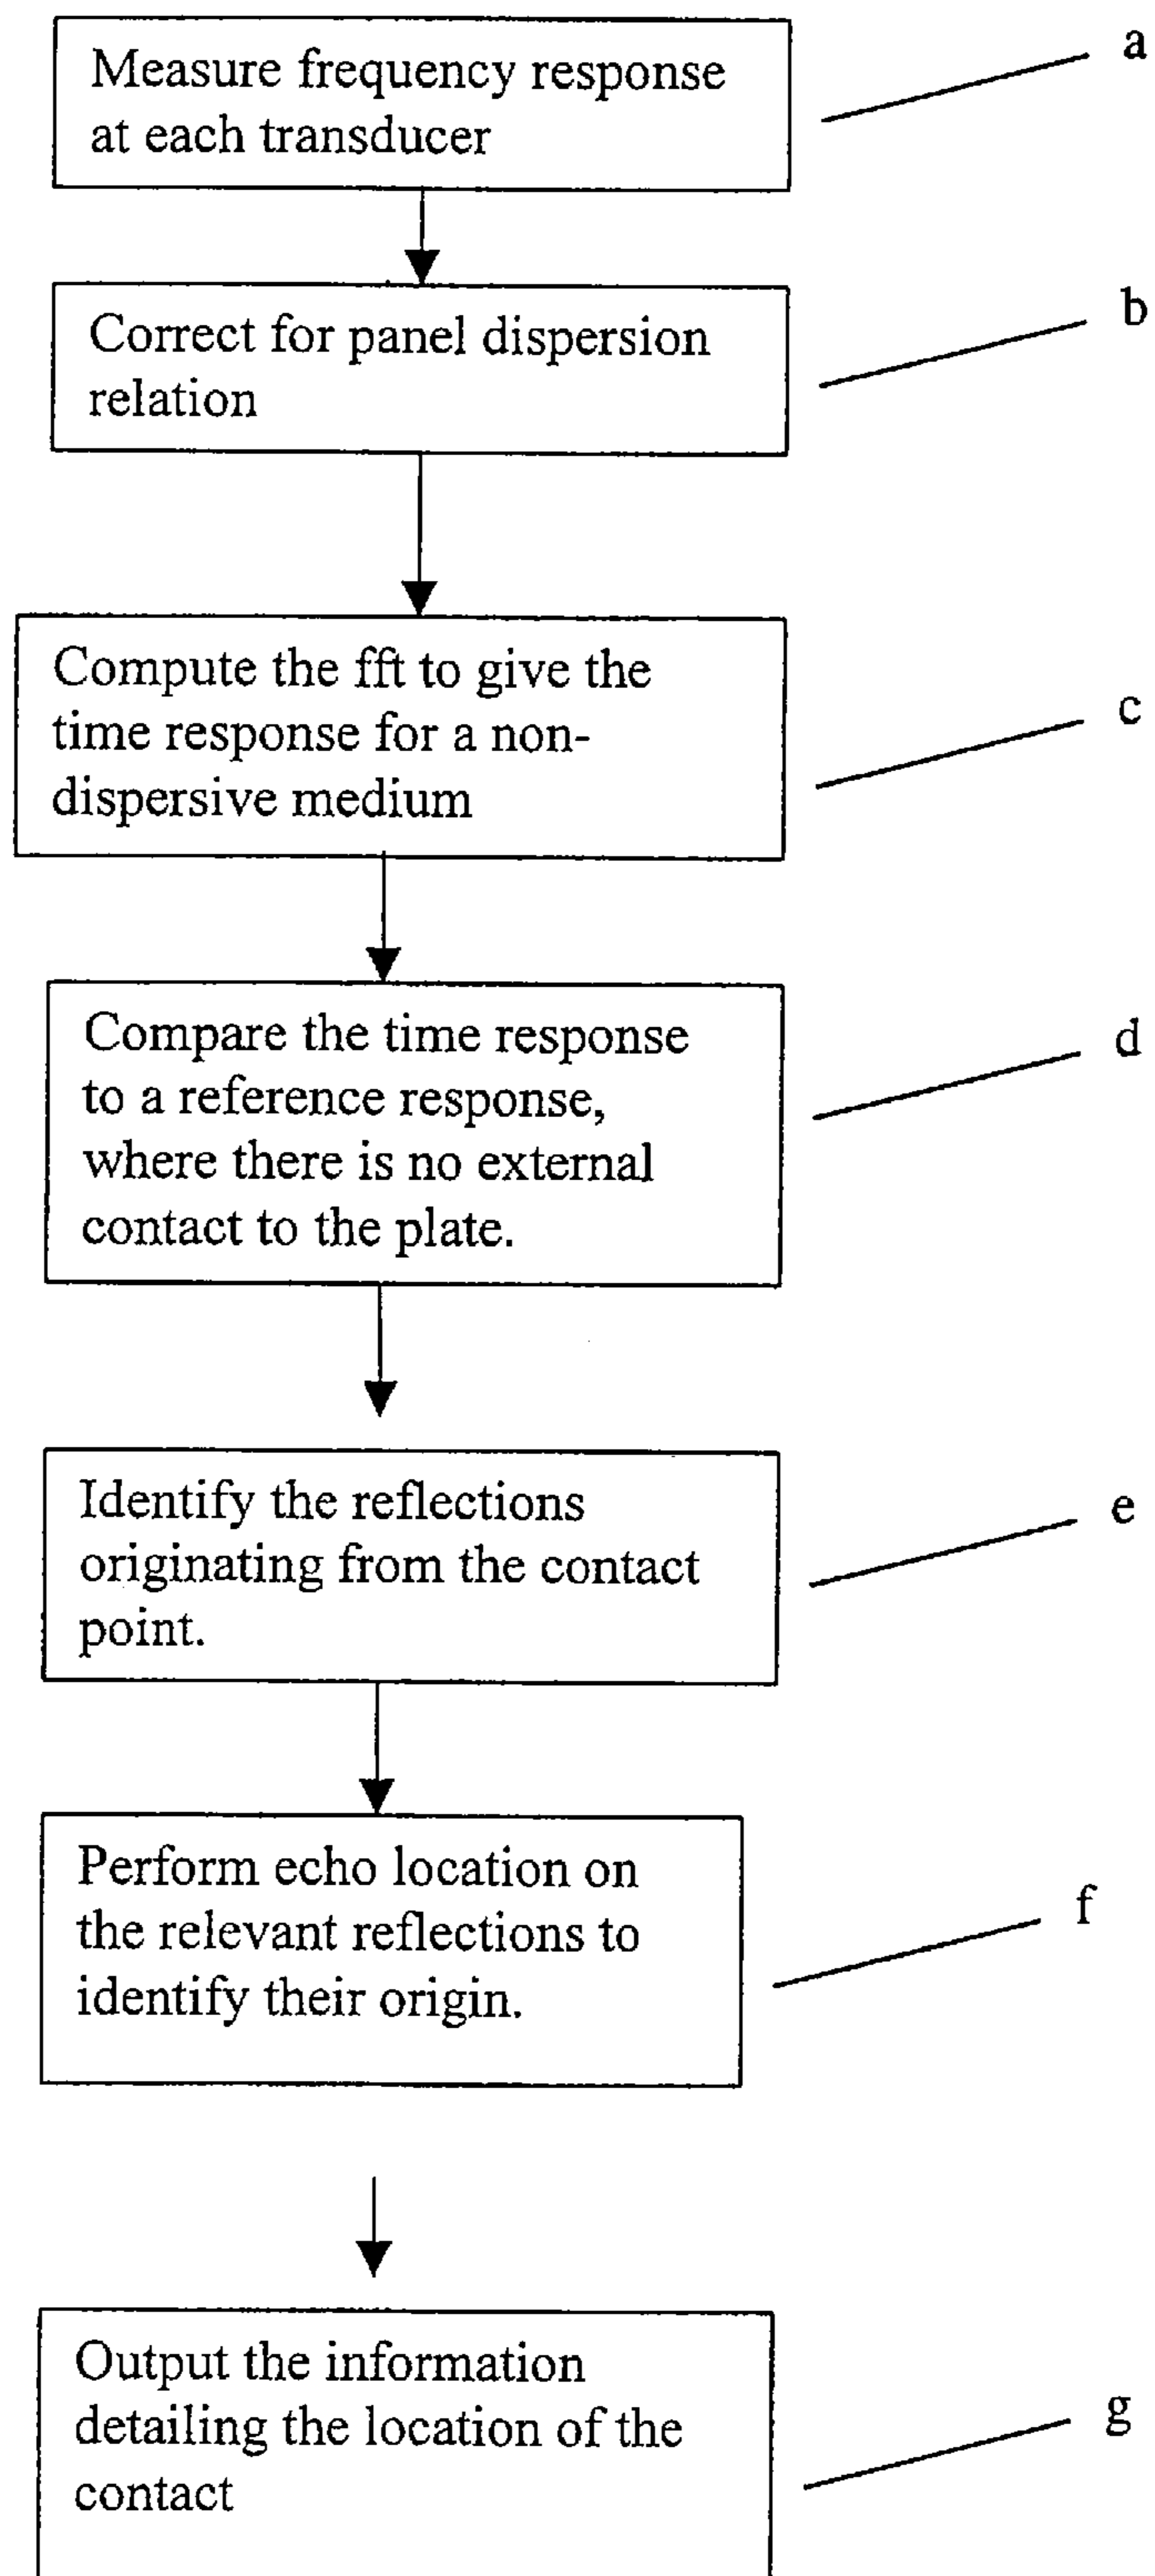 Measure frequency response
at each transducer
a
Correct for panel dispersion
relation
b
Compute the fft to give the
time response for a non-
dispersive medium
c
Compare the time response
to a reference response,
where there is no external
contact to the plate.
d
Identify the reflections
originating from the contact
point.
e
Perform echo location on
the relevant reflections to
identify their origin.
f
Output the information
detailing the location of the
contact
g